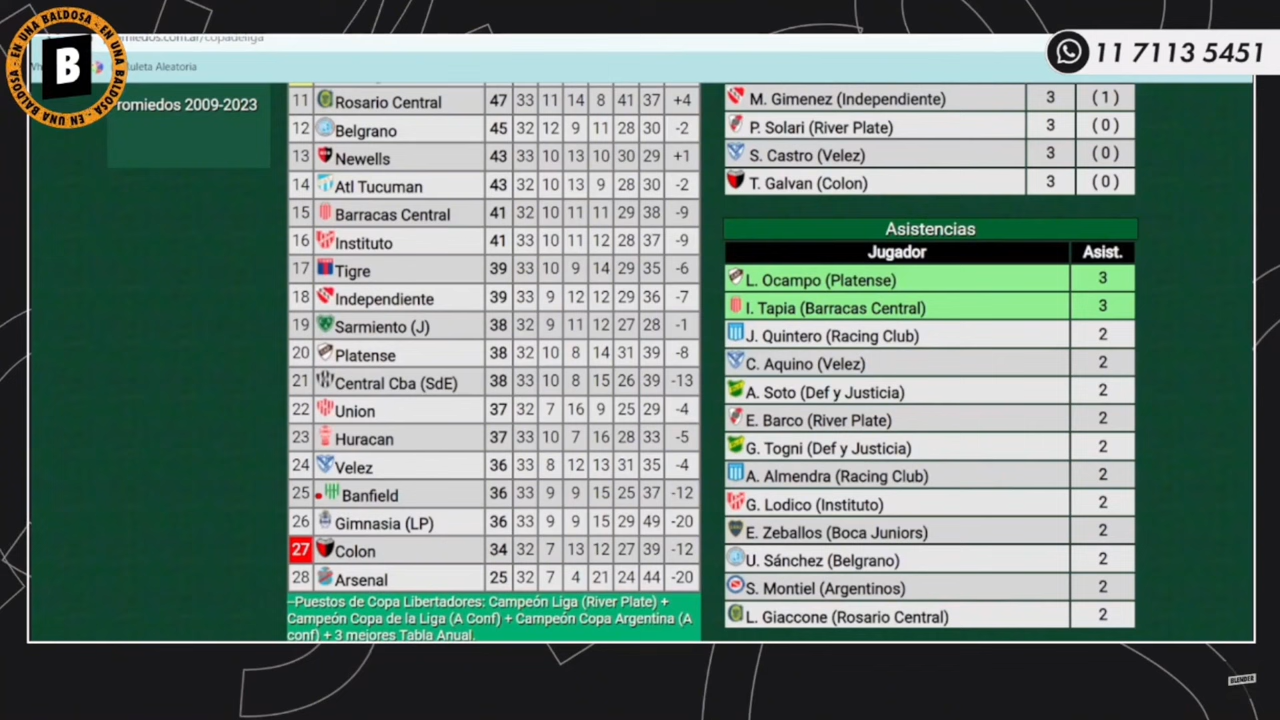 EN UNA BALDOSA - EN UNA BALDOSA - EN UNA BALDOSA -
B
11 7113 5451
miedos.com.ar/copadeliga
uleta Aleatoria
romiedos 2009-2023
11 Rosario Central 47 33 11 14 8 41 37 +4
12 Belgrano 45 32 12 9 11 28 30 -2
13 Newells 43 33 10 13 10 30 29 +1
14 Atl Tucuman 43 32 10 13 9 28 30 -2
15 Barracas Central 41 32 10 11 11 29 38 -9
16 Instituto 41 33 10 11 12 28 37 -9
17 Tigre 39 33 10 9 14 29 35 -6
18 Independiente 39 33 9 12 12 29 36 -7
19 Sarmiento (J) 38 32 9 11 12 27 28 -1
20 Platense 38 32 10 8 14 31 39 -8
21 Central Cba (SdE) 38 33 10 8 15 26 39 -13
22 Union 37 32 7 16 9 25 29 -4
23 Huracan 37 33 10 7 16 28 33 -5
24 Velez 36 33 8 12 13 31 35 -4
25 Banfield 36 33 9 9 15 25 37 -12
26 Gimnasia (LP) 36 33 9 9 15 29 49 -20
27 Colon 34 32 7 13 12 27 39 -12
28 Arsenal 25 32 7 4 21 24 44 -20
–Puestos de Copa Libertadores: Campeón Liga (River Plate) +
Campeón Copa de la Liga (A Conf) + Campeón Copa Argentina (A
conf) + 3 mejores Tabla Anual.
M. Gimenez (Independiente) 3 (1)
P. Solari (River Plate) 3 (0)
S. Castro (Velez) 3 (0)
T. Galvan (Colon) 3 (0)
Asistencias
Jugador Asist.
L. Ocampo (Platense) 3
I. Tapia (Barracas Central) 3
J. Quintero (Racing Club) 2
C. Aquino (Velez) 2
A. Soto (Def y Justicia) 2
E. Barco (River Plate) 2
G. Togni (Def y Justicia) 2
A. Almendra (Racing Club) 2
G. Lodico (Instituto) 2
E. Zeballos (Boca Juniors) 2
U. Sánchez (Belgrano) 2
S. Montiel (Argentinos) 2
L. Giaccone (Rosario Central) 2
BLENDER